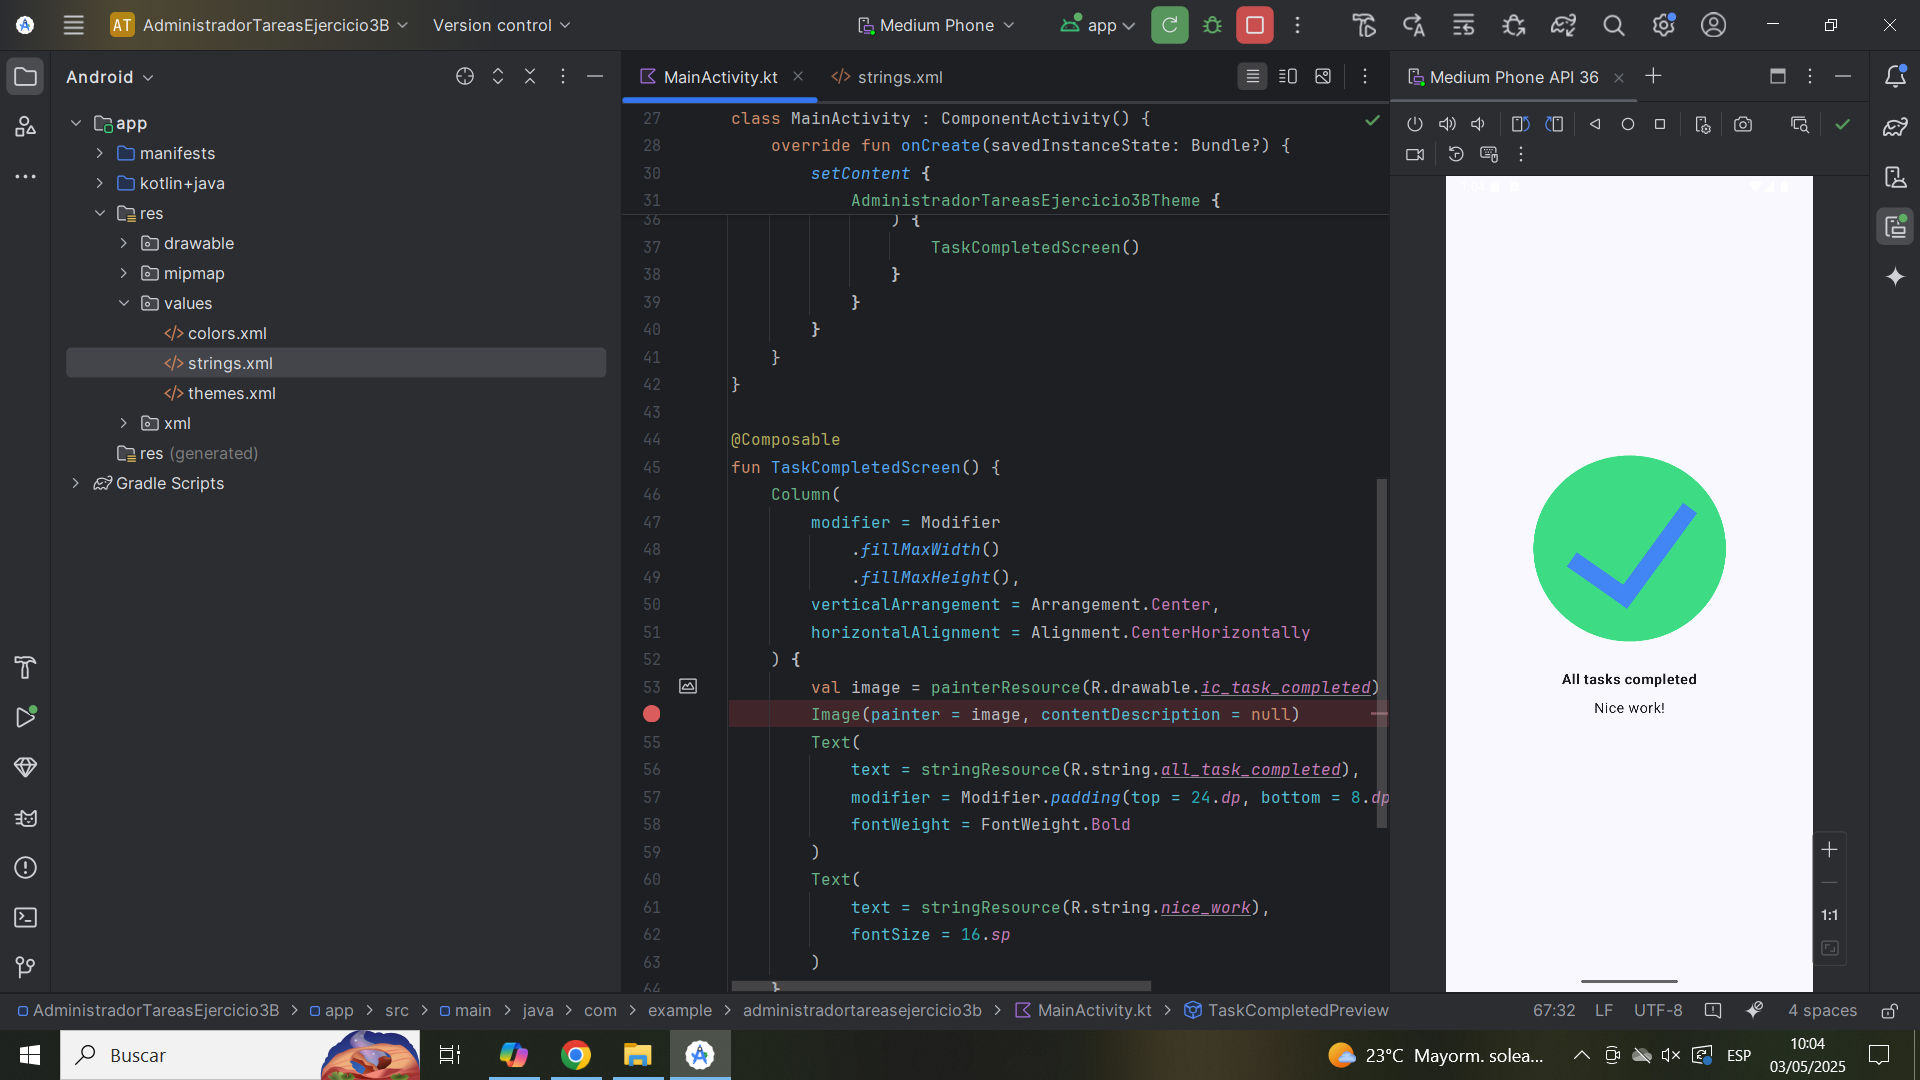 AT AdministradorTareasEjercicio3B Version control Medium Phone app
Android
app
manifests
kotlin+java
res
drawable
mipmap
values
</> colors.xml
</> strings.xml
</> themes.xml
xml
res (generated)
Gradle Scripts
MainActivity.kt </> strings.xml
27 class MainActivity : ComponentActivity() {
28 override fun onCreate(savedInstanceState: Bundle?) {
30 setContent {
31 AdministradorTareasEjercicio3BTheme {
36 ) {
37 TaskCompletedScreen()
38 }
39 }
40 }
41 }
42 }
43
44 @Composable
45 fun TaskCompletedScreen() {
46 Column(
47 modifier = Modifier
48 .fillMaxWidth()
49 .fillMaxHeight(),
50 verticalArrangement = Arrangement.Center,
51 horizontalAlignment = Alignment.CenterHorizontally
52 ) {
53 val image = painterResource(R.drawable.ic_task_completed)
Image(painter = image, contentDescription = null)
55 Text(
56 text = stringResource(R.string.all_task_completed),
57 modifier = Modifier.padding(top = 24.dp, bottom = 8.dp
58 fontWeight = FontWeight.Bold
59 )
60 Text(
61 text = stringResource(R.string.nice_work),
62 fontSize = 16.sp
63 )
64 }
Medium Phone API 36
All tasks completed
Nice work!
1:1
AdministradorTareasEjercicio3B > app > src > main > java > com > example > administradortareasejercicio3b > MainActivity.kt > TaskCompletedPreview 67:32 LF UTF-8 4 spaces
Buscar
23°C Mayorm. solea... ESP
10:04
03/05/2025